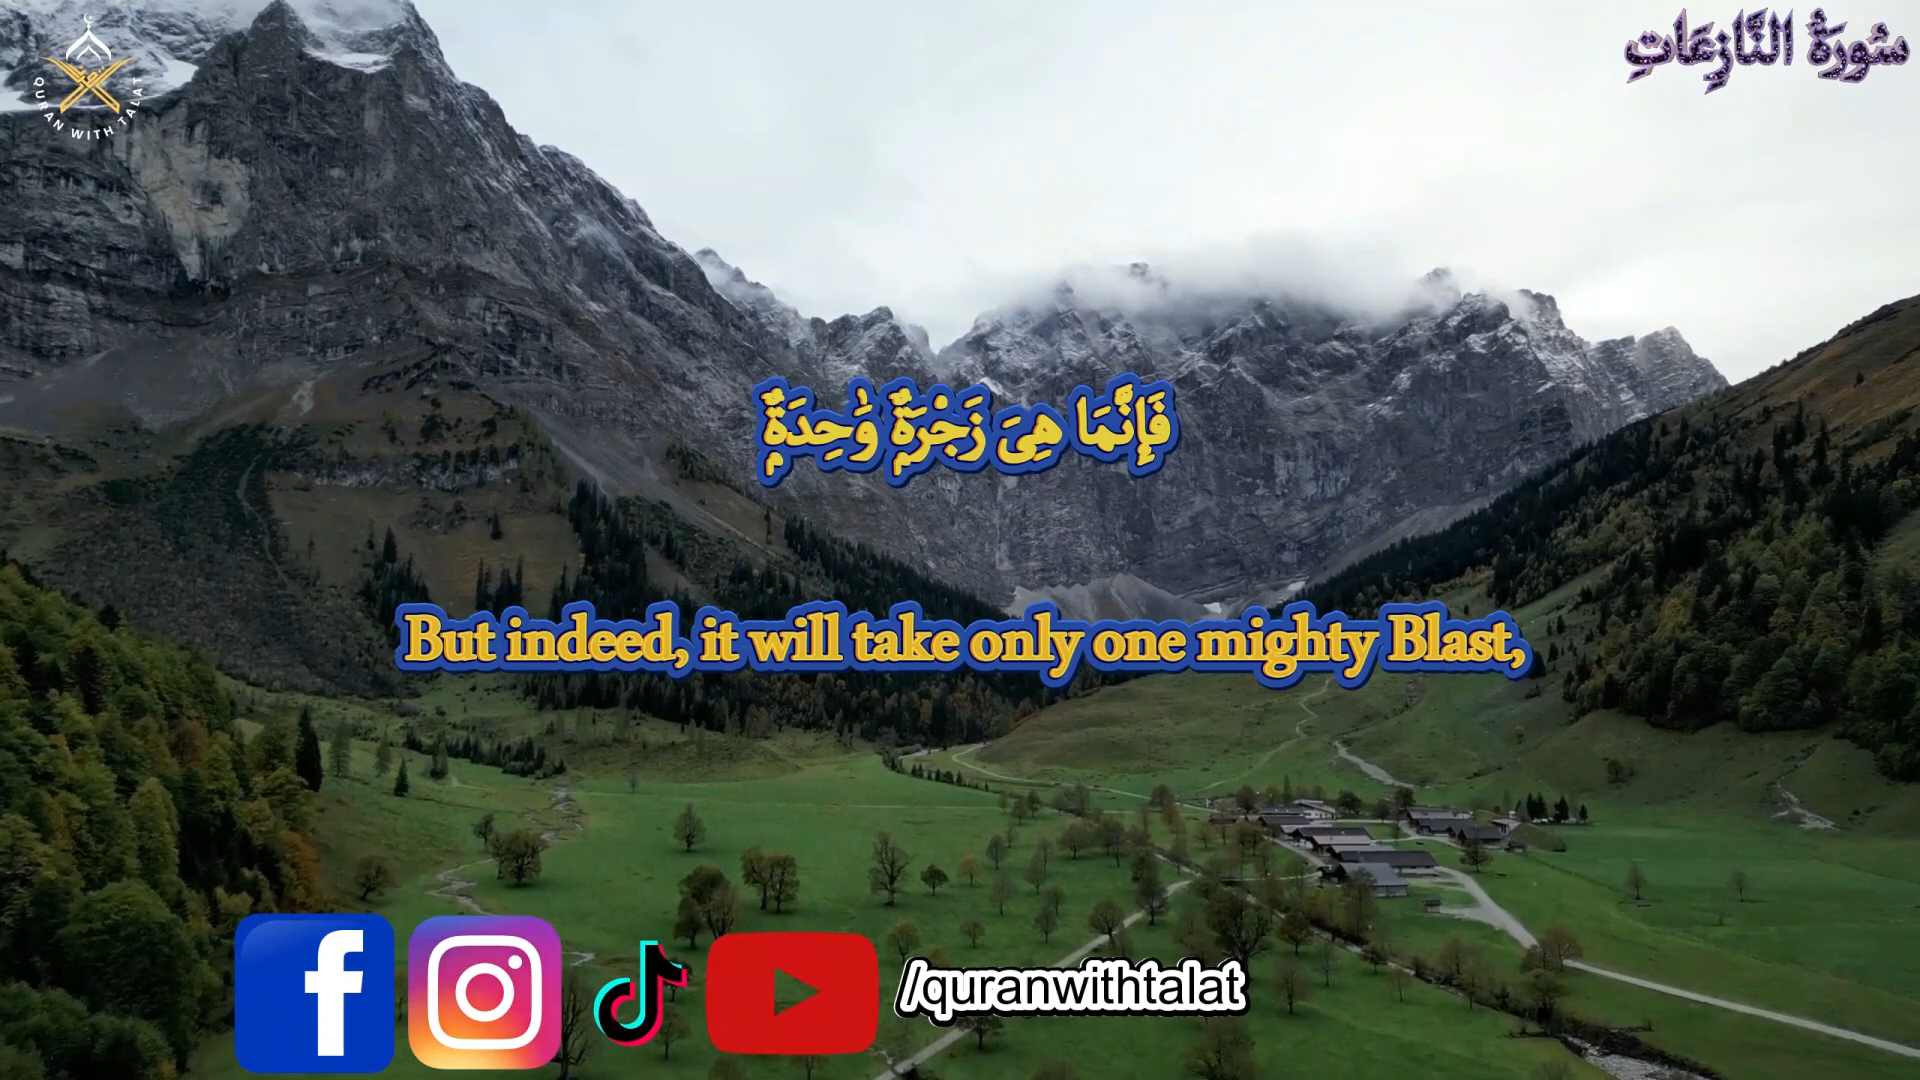 QURAN WITH TALAT
سُورَةُ النَّازِعَاتِ
فَإِنَّمَا هِىَ زَجْرَةٌۭ وَٰحِدَةٌۭ
But indeed, it will take only one mighty Blast,
/quranwithtalat